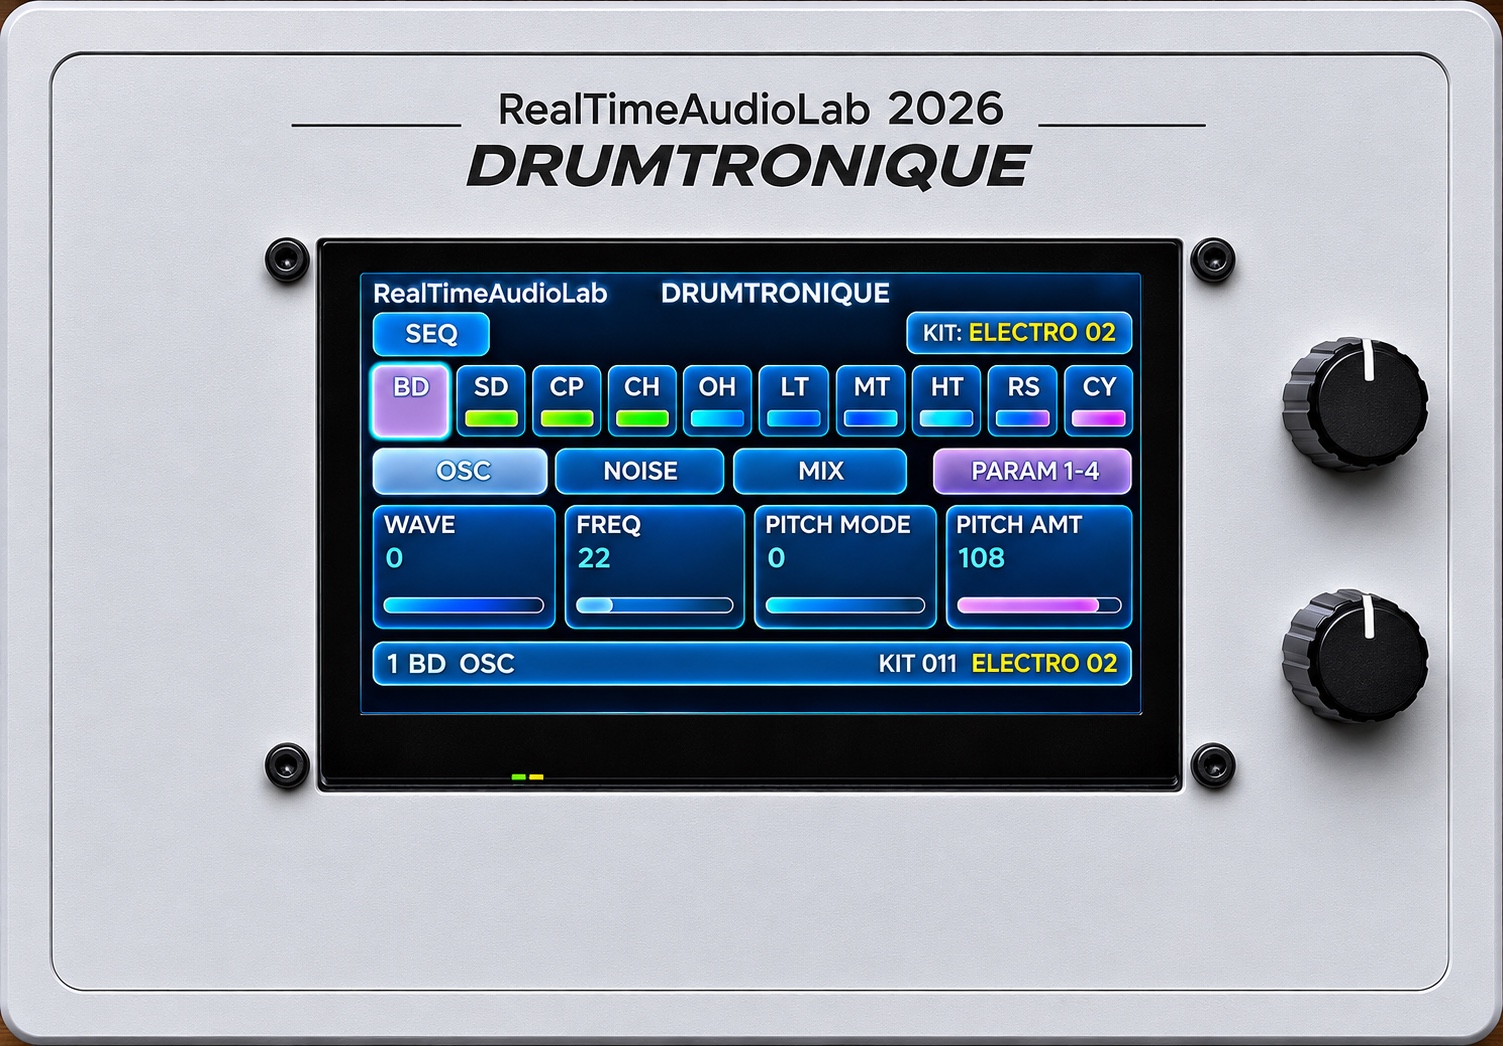 RealTimeAudioLab 2026
DRUMTRONIQUE
RealTimeAudioLab DRUMTRONIQUE
SEQ KIT: ELECTRO 02
BD SD CP CH OH LT MT HT RS CY
OSC NOISE MIX PARAM 1-4
WAVE FREQ PITCH MODE PITCH AMT
0 22 0 108
1 BD OSC KIT 011 ELECTRO 02